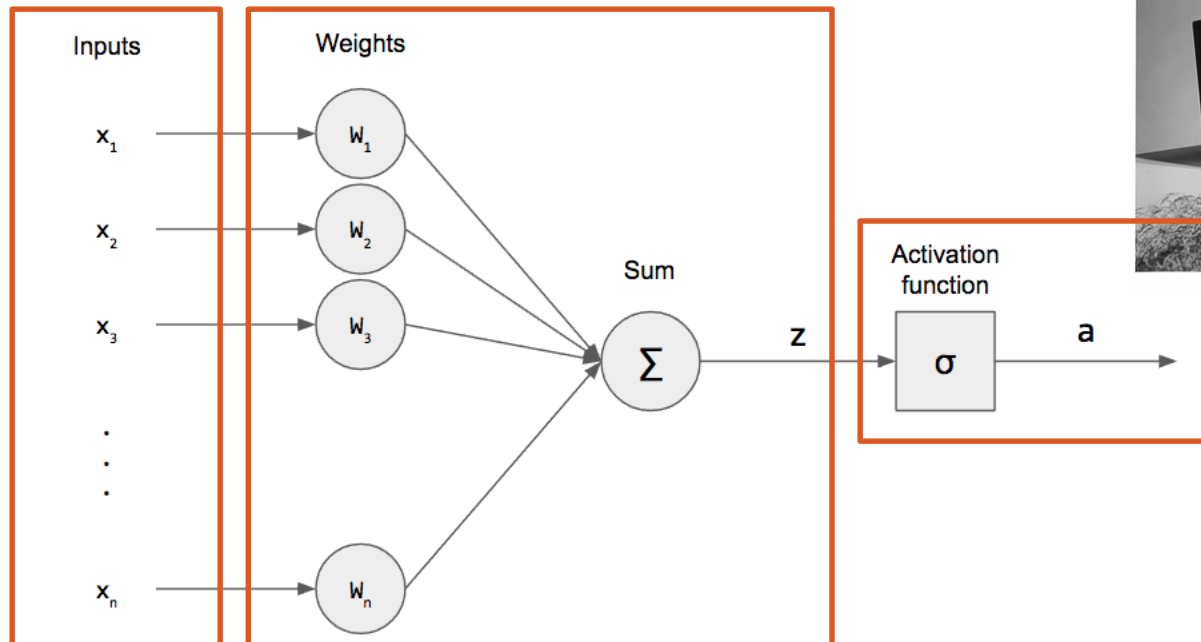 Inputs
Weights
x₁
W₁
x₂
W₂
x₃
W₃
.
.
.
xₙ
Wₙ
Sum
Σ
z
Activation
function
σ
a